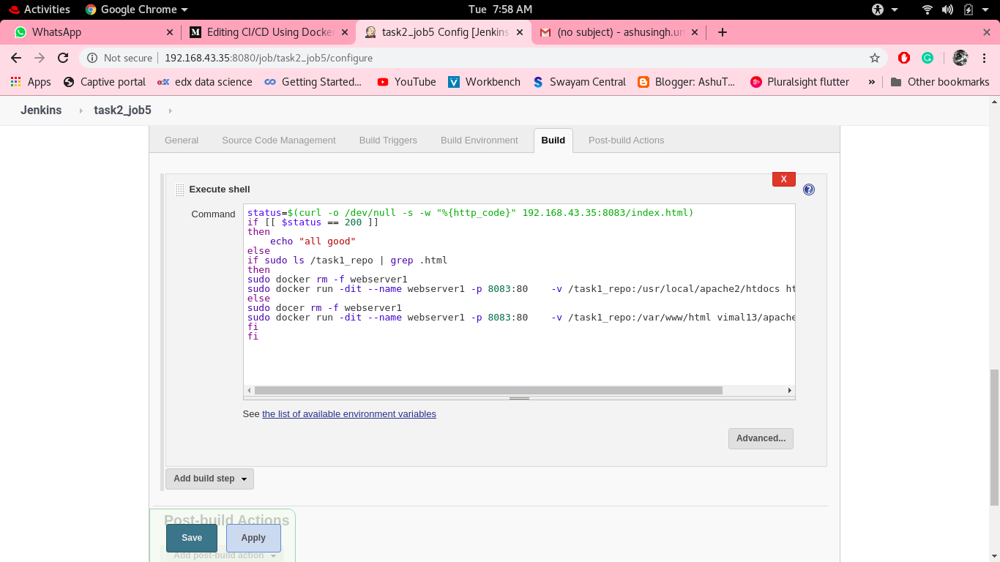 Activities Google Chrome Tue 7:58 AM
WhatsApp Editing CI/CD Using Docke task2_job5 Config [Jenkins (no subject) - ashusingh.un
Not secure 192.168.43.35:8080/job/task2_job5/configure
Apps Captive portal edx data science Getting Started... YouTube Workbench Swayam Central Blogger: AshuT... Pluralsight flutter » Other bookmarks
Jenkins task2_job5
General Source Code Management Build Triggers Build Environment Build Post-build Actions
X
Execute shell ?
Command
status=$(curl -o /dev/null -s -w "%{http_code}" 192.168.43.35:8083/index.html)
if [[ $status == 200 ]]
then
    echo "all good"
else
if sudo ls /task1_repo | grep .html
then
sudo docker rm -f webserver1
sudo docker run -dit --name webserver1 -p 8083:80    -v /task1_repo:/usr/local/apache2/htdocs ht
else
sudo docer rm -f webserver1
sudo docker run -dit --name webserver1 -p 8083:80    -v /task1_repo:/var/www/html vimal13/apache
fi
fi
See the list of available environment variables
Advanced...
Add build step
Post-build Actions
Save Apply
Add post-build action